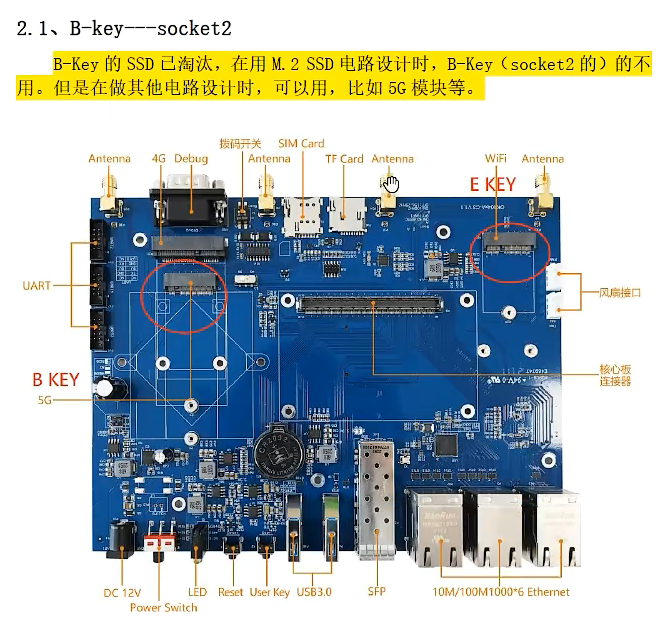 2.1、B-key---socket2
B-Key 的 SSD 已淘汰，在用 M.2 SSD 电路设计时，B-Key（socket2 的）的不
用。但是在做其他电路设计时，可以用，比如 5G 模块等。
拨码开关
SIM Card
Antenna
4G
Debug
Antenna
TF Card
Antenna
WiFi
Antenna
E KEY
UART
风扇接口
B KEY
5G
核心板
连接器
CR2032
DC 12V
Power Switch
LED
Reset
User Key
USB3.0
SFP
10M/100M1000*6 Ethernet